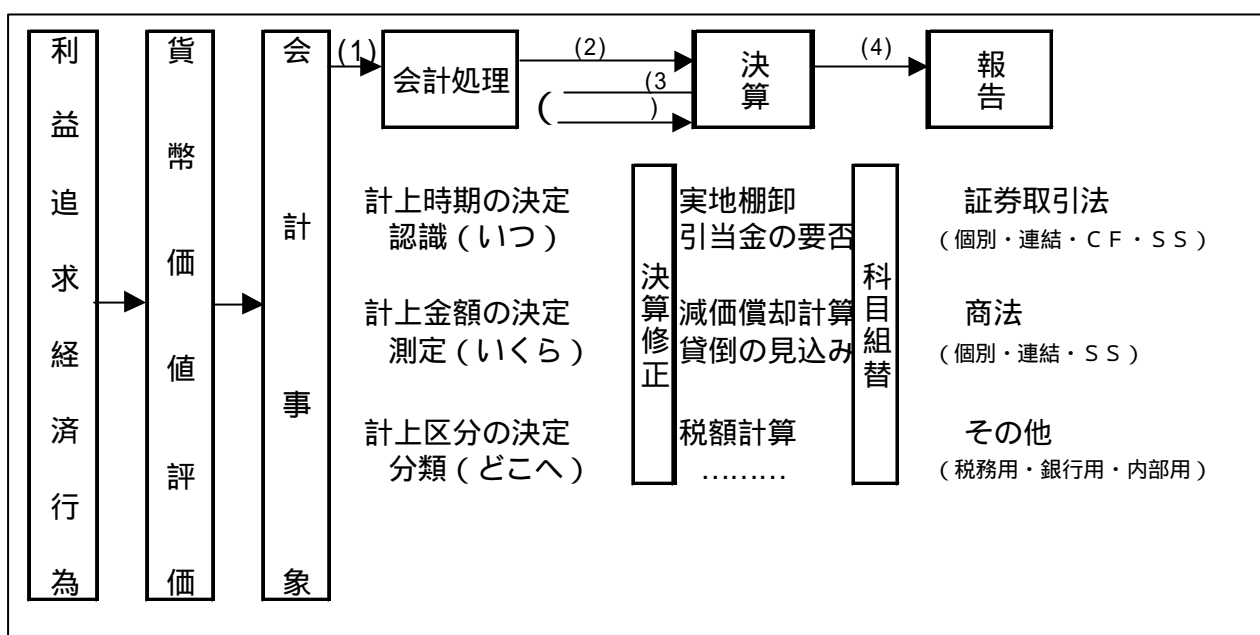 利益追求経済行為
貨幣価値評価
会計事象
(1)
会計処理
(2)
(3
)
決算
(4)
報告
計上時期の決定
認識（いつ）
計上金額の決定
測定（いくら）
計上区分の決定
分類（どこへ）
決算修正
実地棚卸
引当金の要否
減価償却計算
貸倒の見込み
税額計算
………
科目組替
証券取引法
（個別・連結・ＣＦ・ＳＳ）
商法
（個別・連結・ＳＳ）
その他
（税務用・銀行用・内部用）